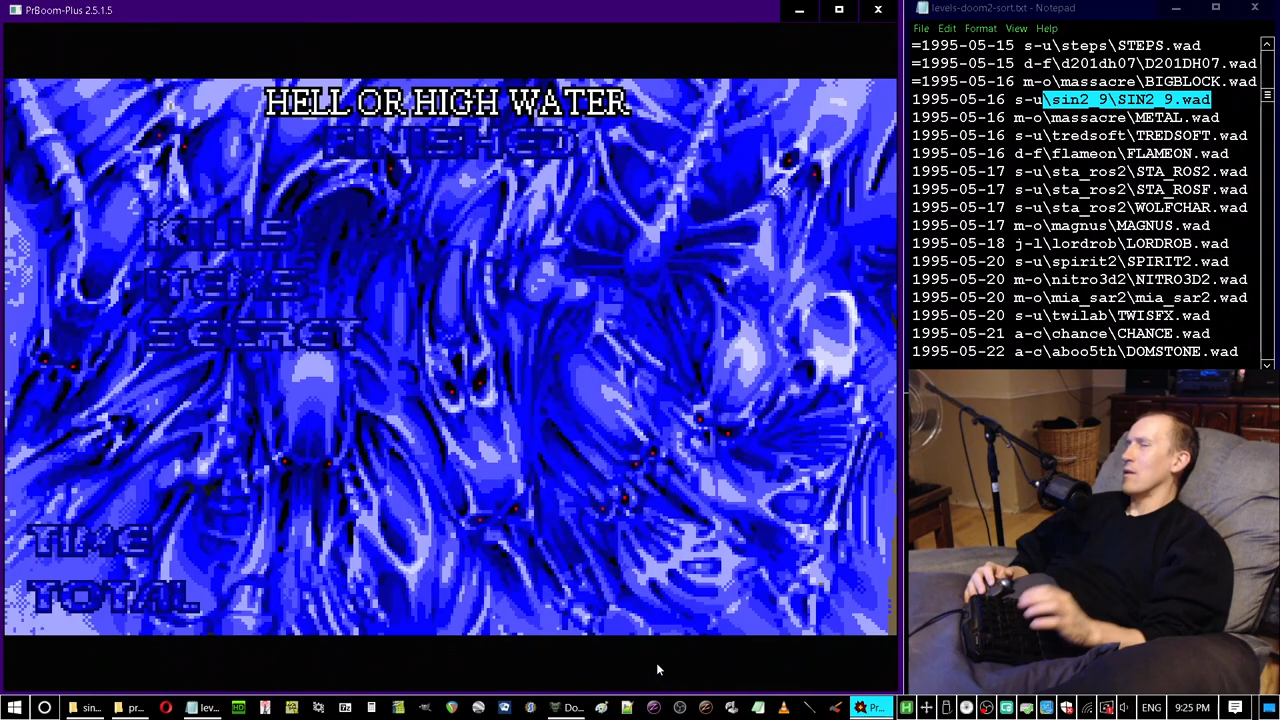 PrBoom-Plus 2.5.1.5
HELL OR HIGH WATER
FINISHED
KILLS
ITEMS
SECRET
TIME
TOTAL
levels-doom2-sort.txt - Notepad
File Edit Format View Help
=1995-05-15 s-u\steps\STEPS.wad
=1995-05-15 d-f\d201dh07\D201DH07.wad
=1995-05-16 m-o\massacre\BIGBLOCK.wad
1995-05-16 s-u\sin2_9\SIN2_9.wad
1995-05-16 m-o\massacre\METAL.wad
1995-05-16 s-u\tredsoft\TREDSOFT.wad
1995-05-16 d-f\flameon\FLAMEON.wad
1995-05-17 s-u\sta_ros2\STA_ROS2.wad
1995-05-17 s-u\sta_ros2\STA_ROSF.wad
1995-05-17 s-u\sta_ros2\WOLFCHAR.wad
1995-05-17 m-o\magnus\MAGNUS.wad
1995-05-18 j-l\lordrob\LORDROB.wad
1995-05-20 s-u\spirit2\SPIRIT2.wad
1995-05-20 m-o\nitro3d2\NITRO3D2.wad
1995-05-20 m-o\mia_sar2\mia_sar2.wad
1995-05-20 s-u\twilab\TWISFX.wad
1995-05-21 a-c\chance\CHANCE.wad
1995-05-22 a-c\aboo5th\DOMSTONE.wad
sin... pr... lev... HD Do... Pr... ENG 9:25 PM